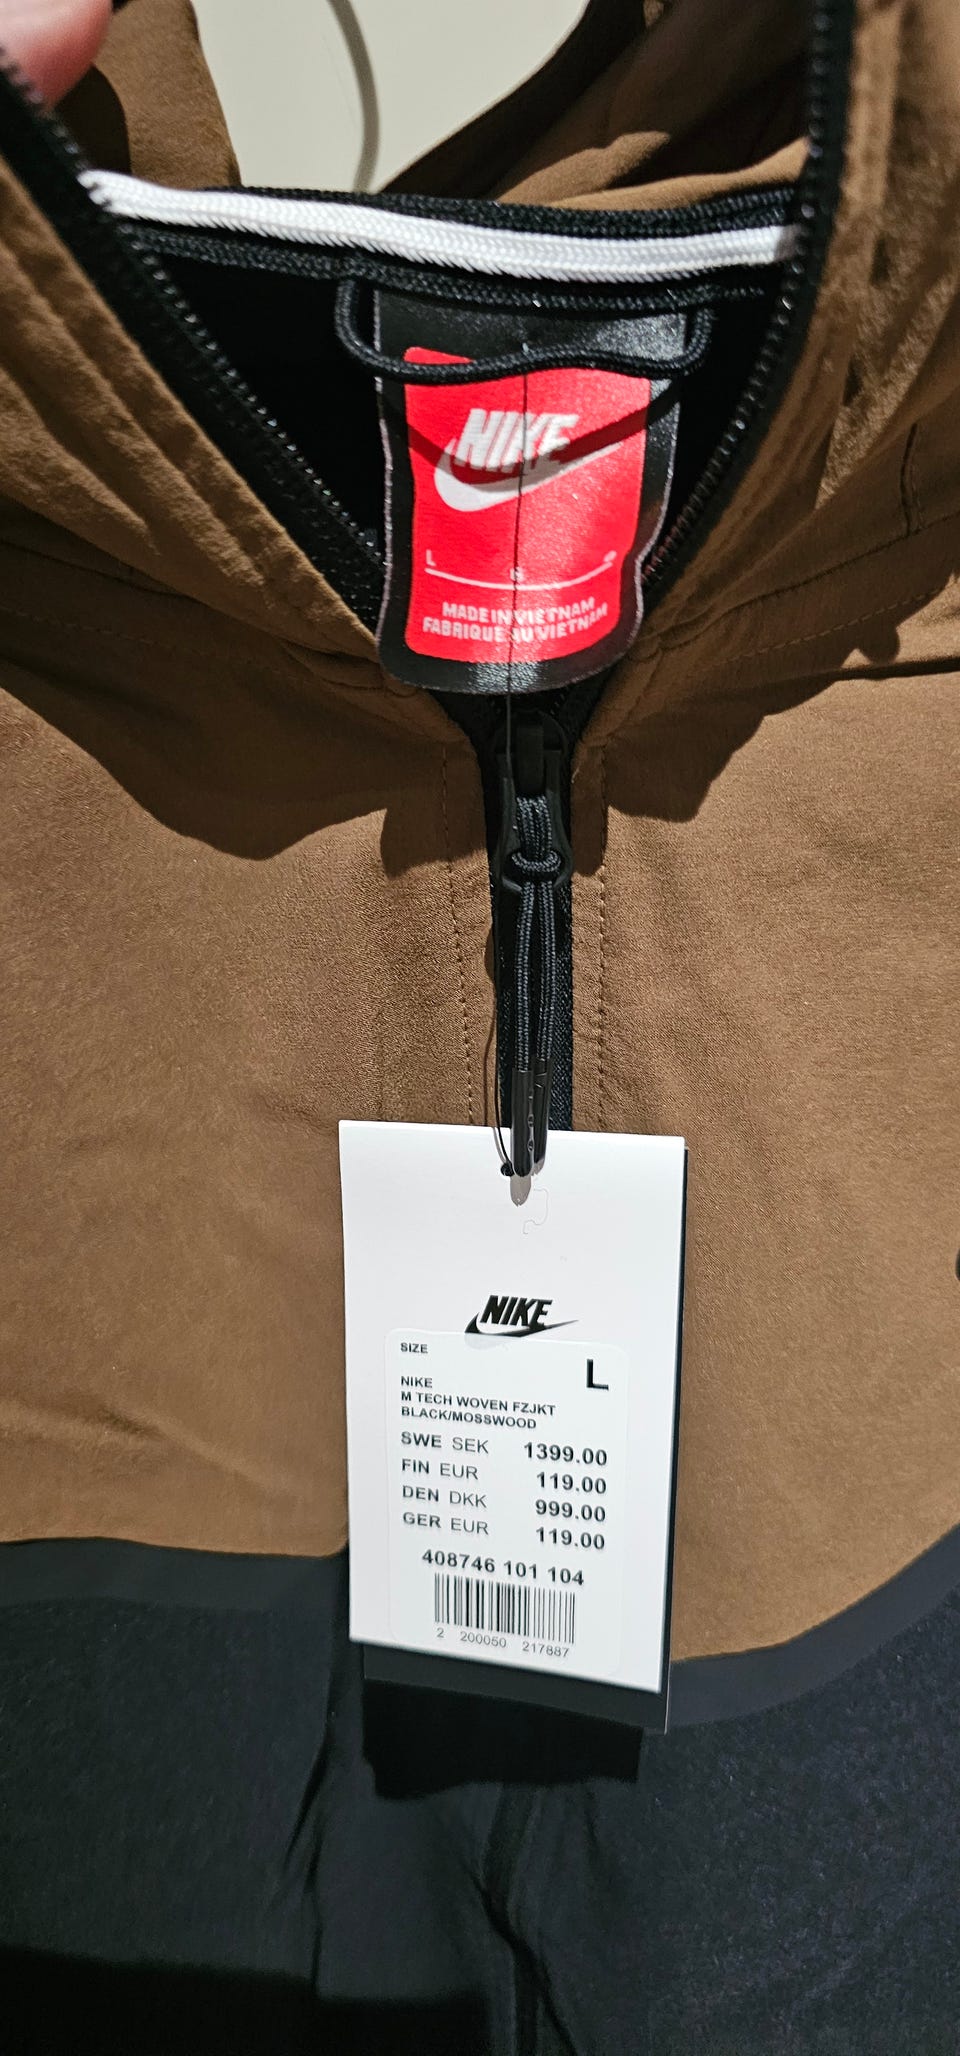 NIKE
L G
MADE IN VIETNAM
FABRIQUÉ AU VIETNAM
NIKE
SIZE
L
NIKE
M TECH WOVEN FZJKT
BLACK/MOSSWOOD
SWE SEK 1399.00
FIN EUR 119.00
DEN DKK 999.00
GER EUR 119.00
408746 101 104
2 200050 217887